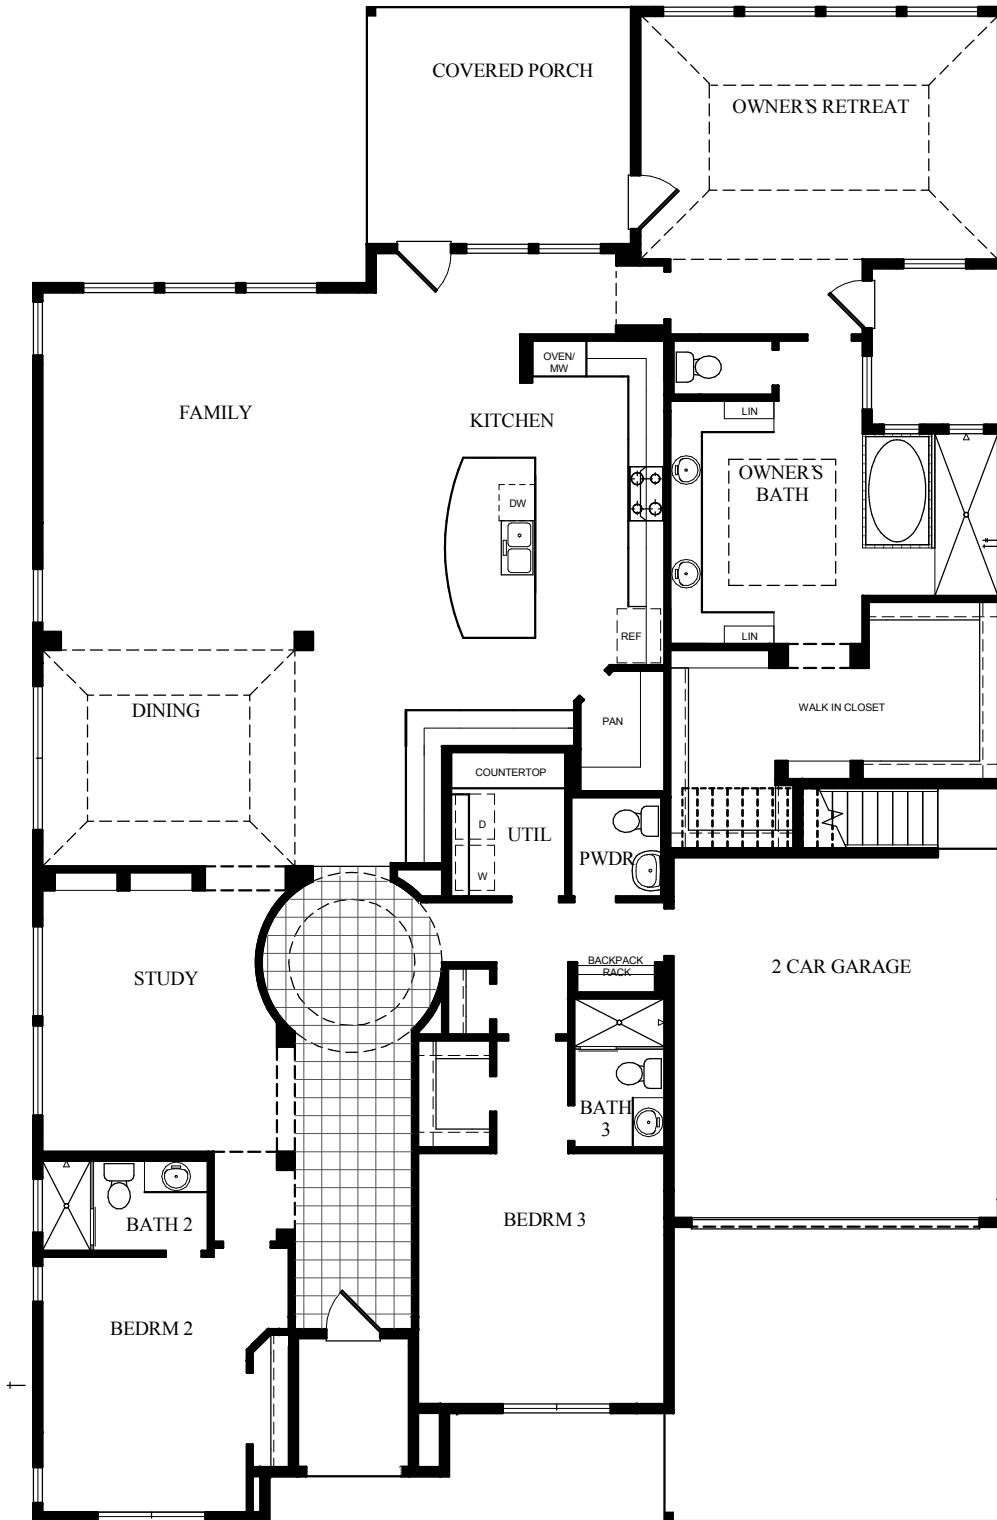 COVERED PORCH
OWNER'S RETREAT
OVEN/
MW
FAMILY
KITCHEN
LIN
OWNER'S
BATH
DW
REF
LIN
DINING
PAN
WALK IN CLOSET
COUNTERTOP
D
UTIL
PWDR
W
STUDY
BACKPACK
RACK
2 CAR GARAGE
BATH
3
BATH 2
BEDRM 3
BEDRM 2